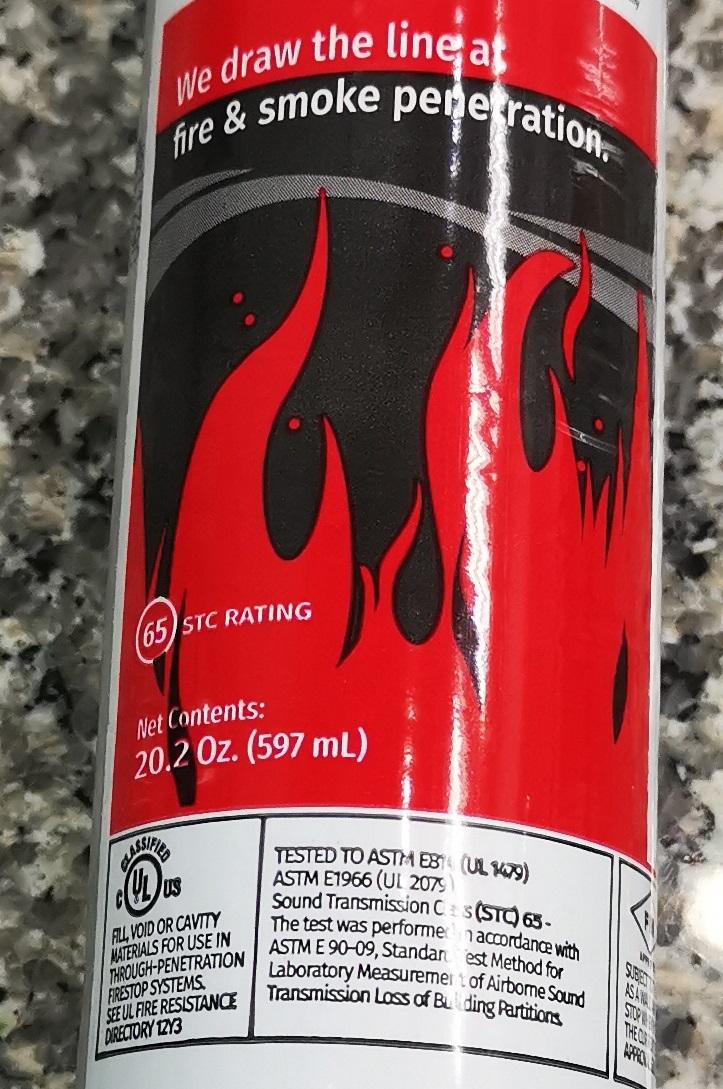 We draw the line at
fire & smoke penetration.
65 STC RATING
Net Contents:
20.2 Oz. (597 mL)
CLASSIFIED
C UL US
FILL, VOID OR CAVITY
MATERIALS FOR USE IN
THROUGH-PENETRATION
FIRESTOP SYSTEMS.
SEE UL FIRE RESISTANCE
DIRECTORY 12Y3
TESTED TO ASTM E814 (UL 1479)
ASTM E1966 (UL 2079)
Sound Transmission Class (STC) 65 -
The test was performed in accordance with
ASTM E 90-09, Standard Test Method for
Laboratory Measurement of Airborne Sound
Transmission Loss of Building Partitions.